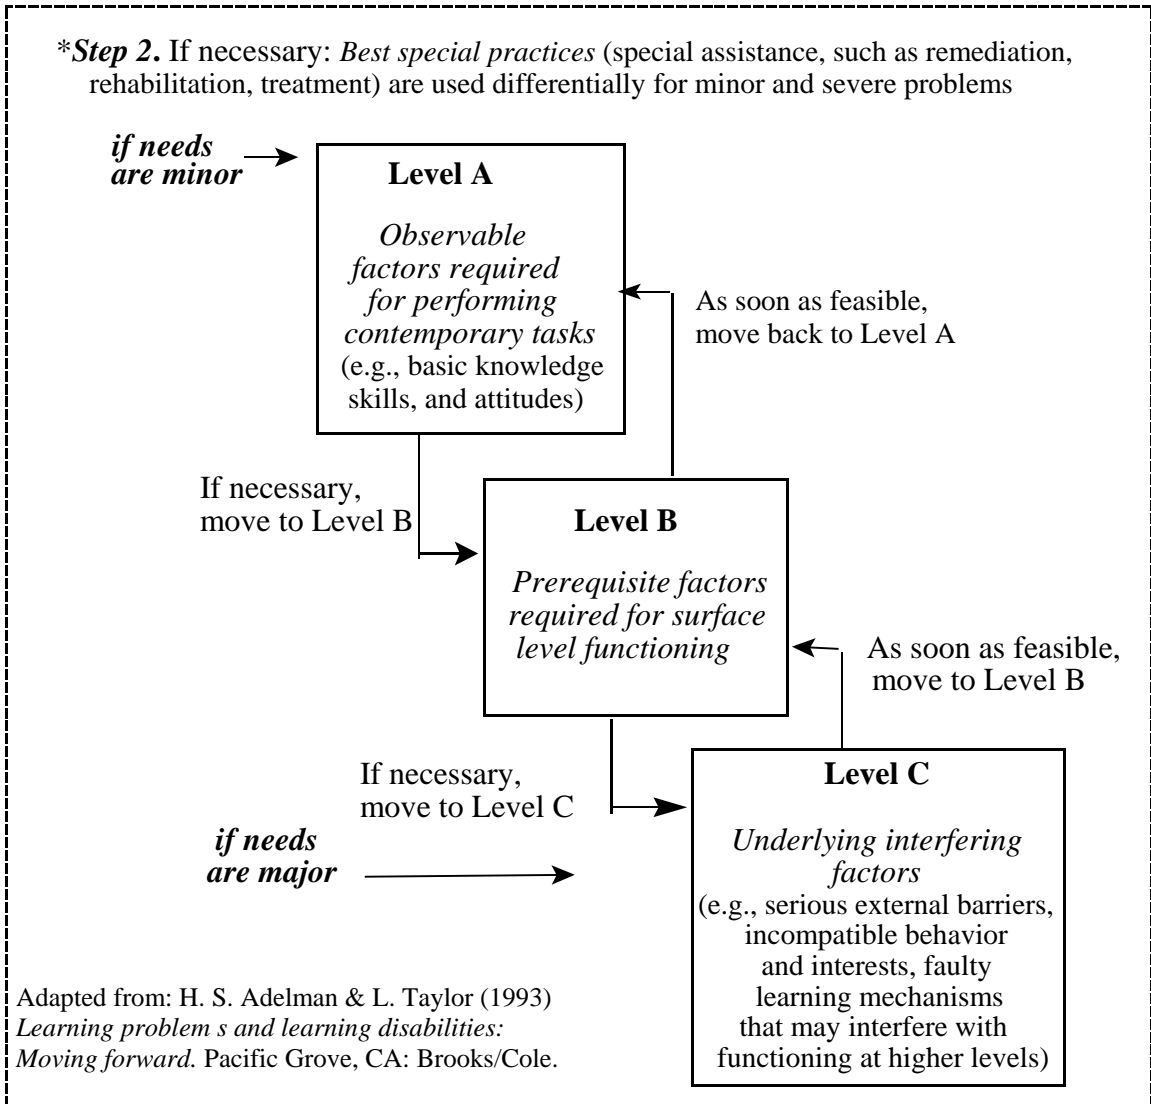 *Step 2. If necessary: Best special practices (special assistance, such as remediation,
rehabilitation, treatment) are used differentially for minor and severe problems
if needs
are minor
Level A
Observable
factors required
for performing
contemporary tasks
(e.g., basic knowledge
skills, and attitudes)
As soon as feasible,
move back to Level A
If necessary,
move to Level B
Level B
Prerequisite factors
required for surface
level functioning
As soon as feasible,
move to Level B
If necessary,
move to Level C
if needs
are major
Level C
Underlying interfering
factors
(e.g., serious external barriers,
incompatible behavior
and interests, faulty
learning mechanisms
that may interfere with
functioning at higher levels)
Adapted from: H. S. Adelman & L. Taylor (1993)
Learning problem s and learning disabilities:
Moving forward. Pacific Grove, CA: Brooks/Cole.